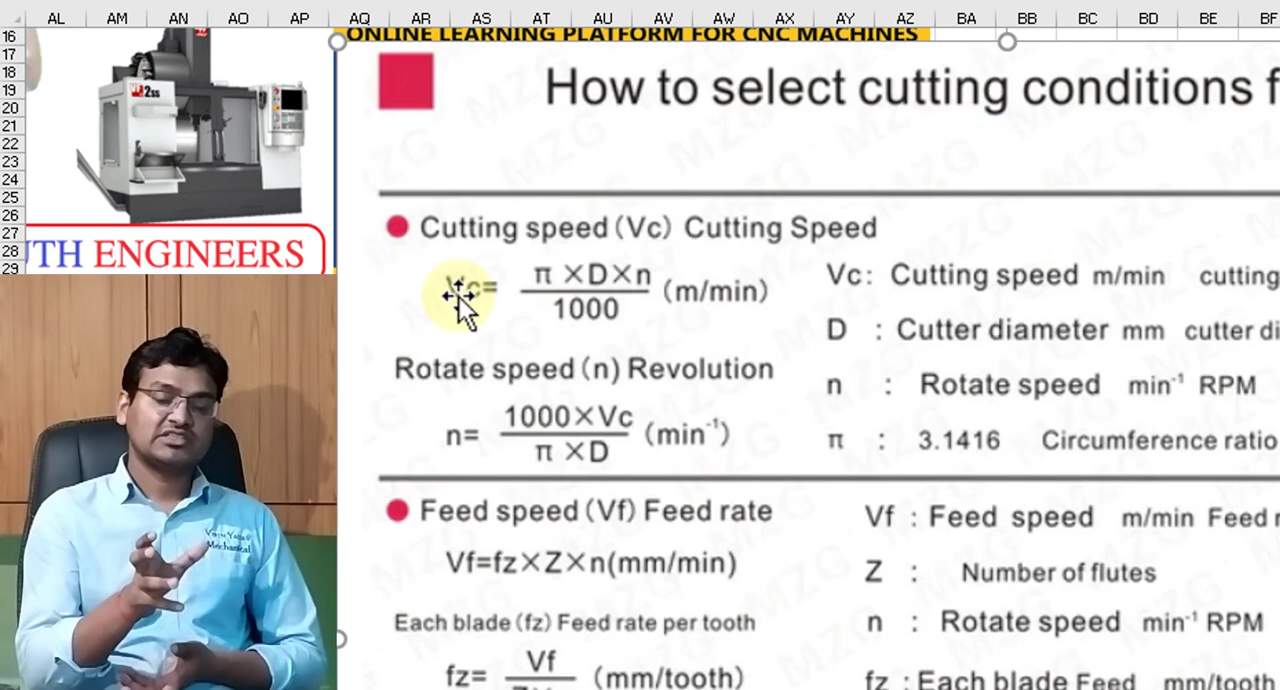 AL AM AN AO AP AQ AR AS AT AU AV AW AX AY AZ BA BB BC BD BE BF
16
17
18
19
20
21
22
23
24
25
26
27
28
29
ONLINE LEARNING PLATFORM FOR CNC MACHINES
VF 2ss
UTH ENGINEERS
How to select cutting conditions f
Cutting speed (Vc) Cutting Speed
Vc= π ×D×n / 1000 (m/min)
Vc: Cutting speed m/min cutting
D : Cutter diameter mm cutter di
Rotate speed (n) Revolution
n : Rotate speed min⁻¹ RPM
n= 1000×Vc / π ×D (min⁻¹)
π : 3.1416 Circumference ratio
Feed speed (Vf) Feed rate
Vf : Feed speed m/min Feed r
Vf=fz×Z×n(mm/min)
Z : Number of flutes
Each blade (fz) Feed rate per tooth
n : Rotate speed min⁻¹ RPM
fz= Vf (mm/tooth)
fz : Each blade Feed mm/tooth
Mechanical
MZG